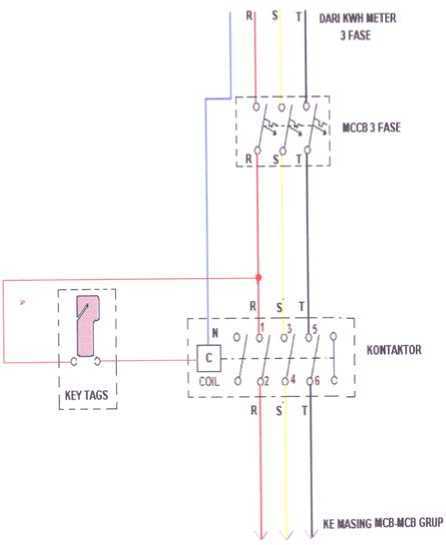 R S T DARI KWH METER
3 FASE
MCCB 3 FASE
R S T
P
R S T
N 1 3 5
KONTAKTOR
C
COIL 2 4 6
KEY TAGS
R S T
KE MASING MCB-MCB GRUP